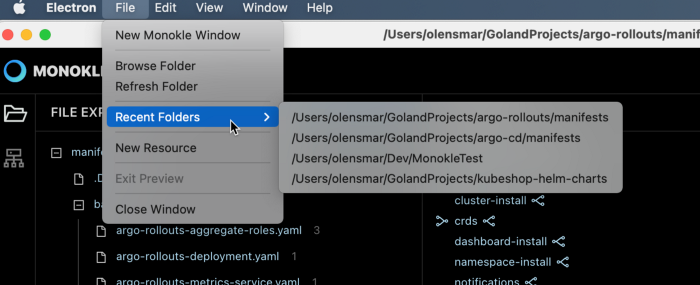 Electron File Edit View Window Help
/Users/olensmar/GolandProjects/argo-rollouts/manif
MONOKL
FILE EX
New Monokle Window
Browse Folder
Refresh Folder
Recent Folders
New Resource
Exit Preview
Close Window
/Users/olensmar/GolandProjects/argo-rollouts/manifests
/Users/olensmar/GolandProjects/argo-cd/manifests
/Users/olensmar/Dev/MonokleTest
/Users/olensmar/GolandProjects/kubeshop-helm-charts
manife
.D
ba
argo-rollouts-aggregate-roles.yaml 3
argo-rollouts-deployment.yaml 1
argo-rollouts-metrics-service.yaml 1
cluster-install
crds
dashboard-install
namespace-install
notifications